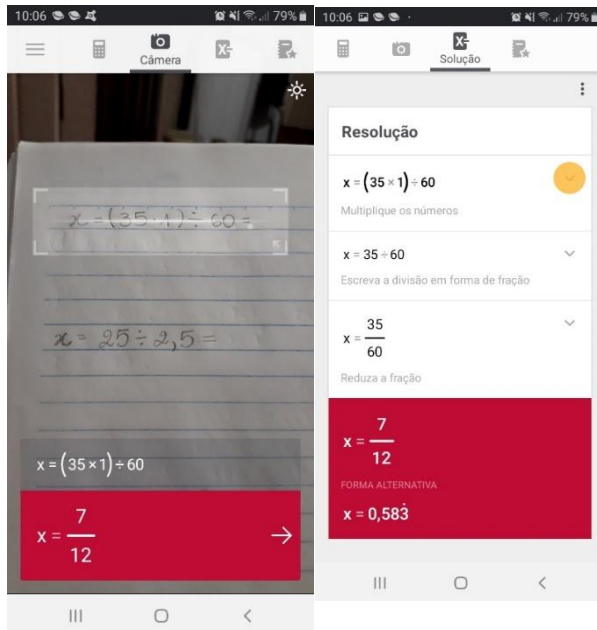 10:06 79%
Câmera
x = (35·1) ÷ 60 =
x = 25 ÷ 2,5 =
x = (35 × 1) ÷ 60
x = 7/12
10:06 79%
Solução
Resolução
x = (35 × 1) ÷ 60
Multiplique os números
x = 35 ÷ 60
Escreva a divisão em forma de fração
x = 35/60
Reduza a fração
x = 7/12
FORMA ALTERNATIVA
x = 0,583̇